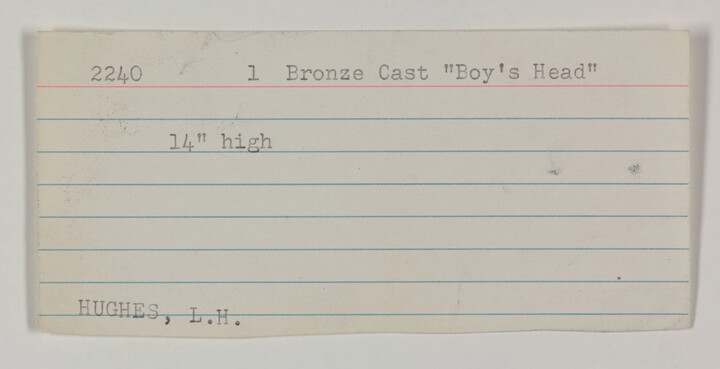 2240 1 Bronze Cast "Boy's Head"
14" high
HUGHES, L.H.